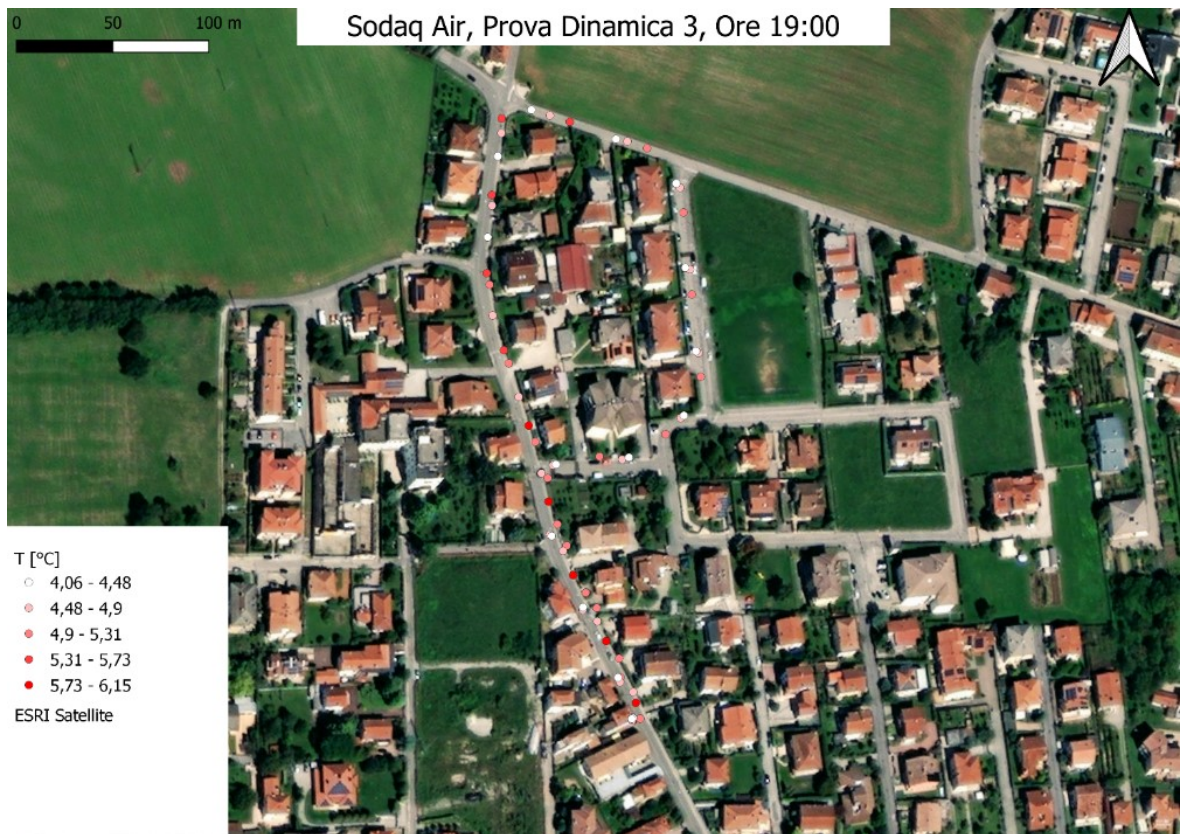 0 50 100 m
Sodaq Air, Prova Dinamica 3, Ore 19:00
T [°C]
4,06 - 4,48
4,48 - 4,9
4,9 - 5,31
5,31 - 5,73
5,73 - 6,15
ESRI Satellite